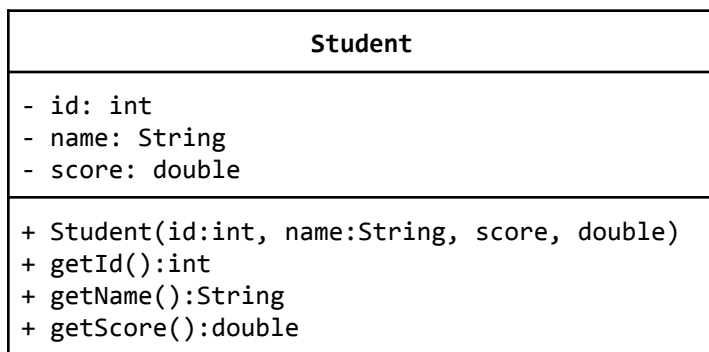 Student
- id: int
- name: String
- score: double
+ Student(id:int, name:String, score, double)
+ getId():int
+ getName():String
+ getScore():double